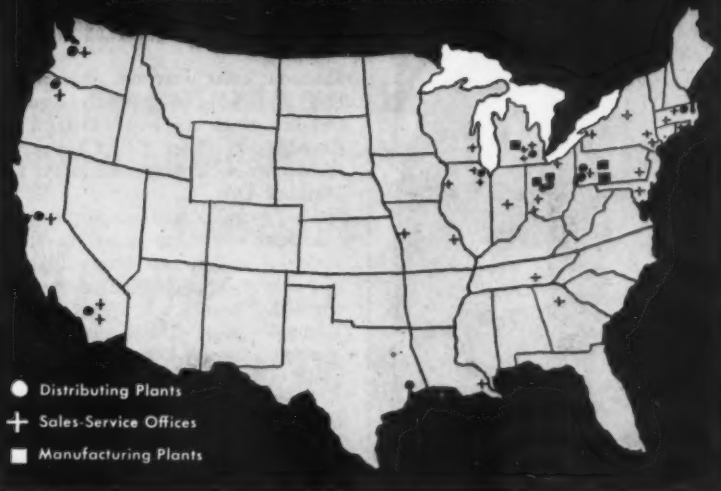 Distributing Plants
Sales-Service Offices
Manufacturing Plants